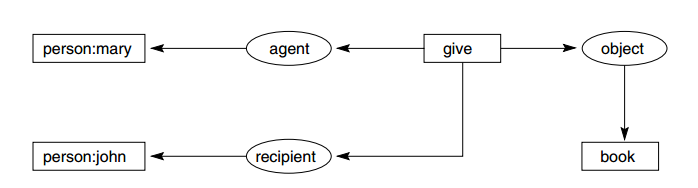 person:mary
agent
give
object
person:john
recipient
book